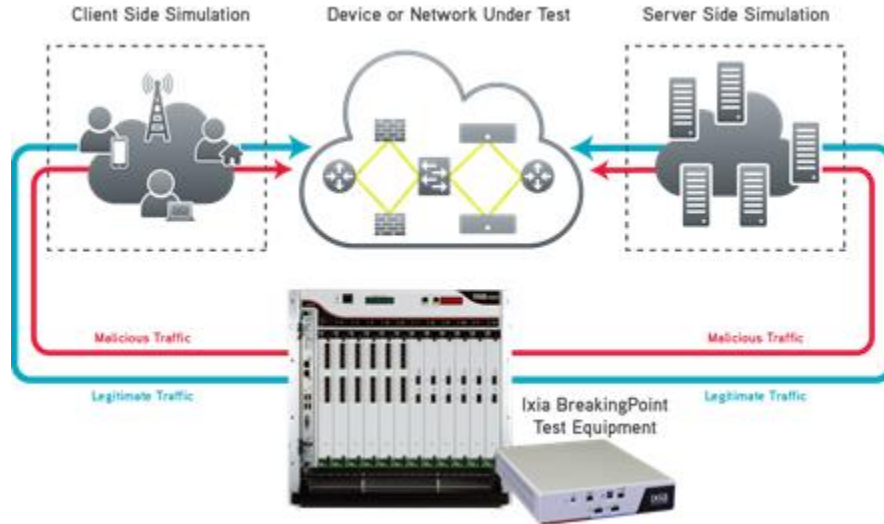 Client Side Simulation
Device or Network Under Test
Server Side Simulation
Malicious Traffic
Malicious Traffic
Legitimate Traffic
Legitimate Traffic
Ixia BreakingPoint
Test Equipment